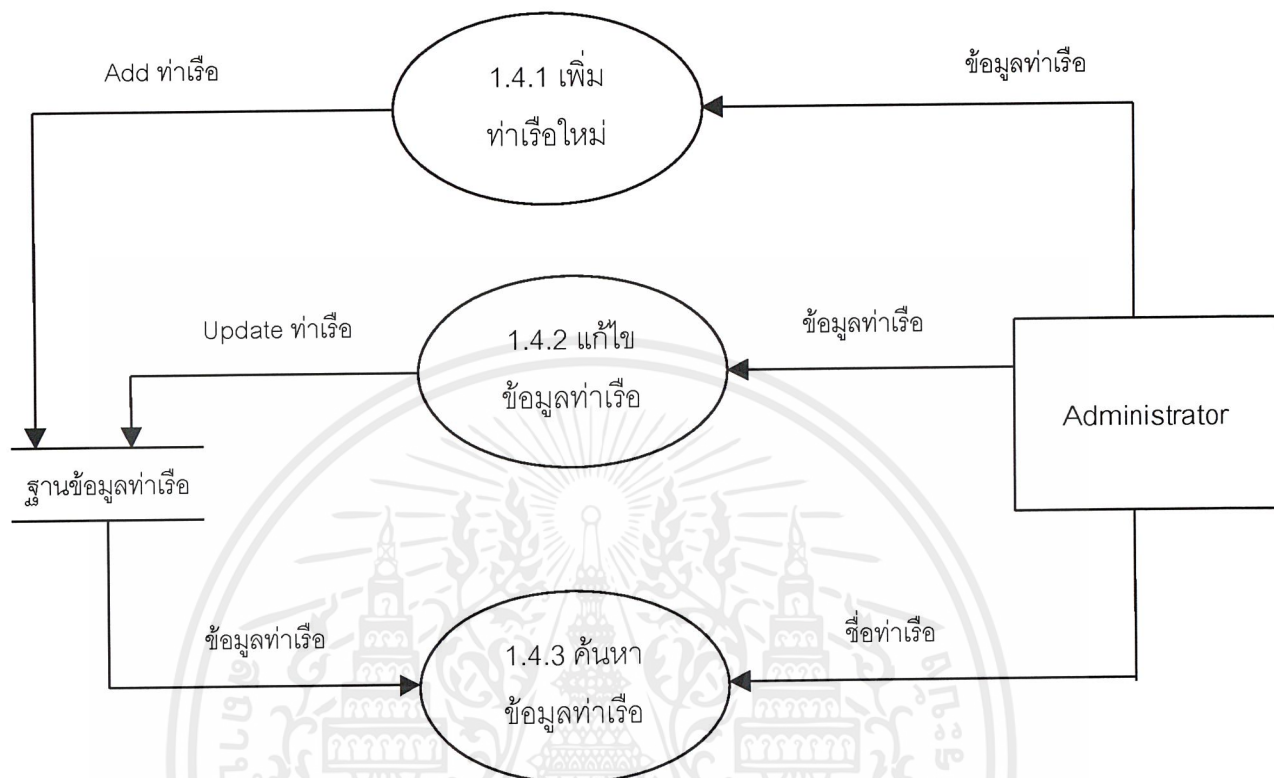 Add ท่าเรือ
1.4.1 เพิ่ม
ท่าเรือใหม่
ข้อมูลท่าเรือ
Update ท่าเรือ
1.4.2 แก้ไข
ข้อมูลท่าเรือ
ข้อมูลท่าเรือ
Administrator
ฐานข้อมูลท่าเรือ
ข้อมูลท่าเรือ
1.4.3 ค้นหา
ข้อมูลท่าเรือ
ชื่อท่าเรือ